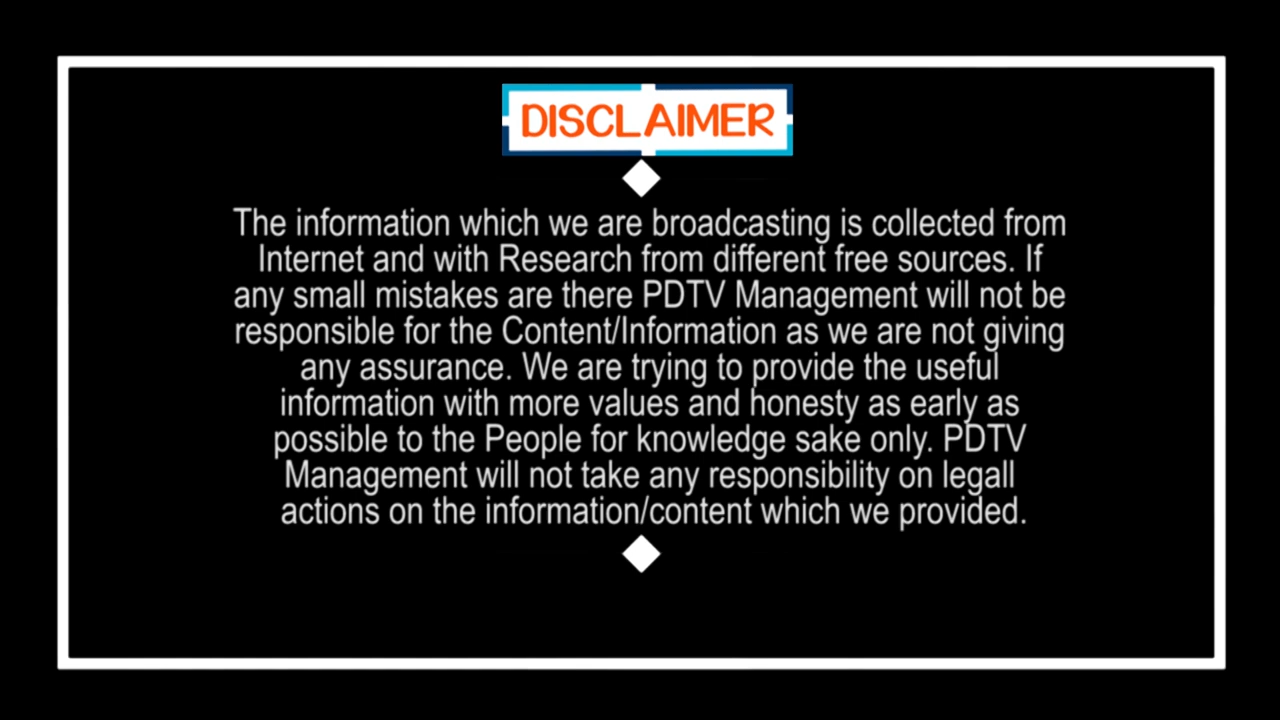 DISCLAIMER
The information which we are broadcasting is collected from
Internet and with Research from different free sources. If
any small mistakes are there PDTV Management will not be
responsible for the Content/Information as we are not giving
any assurance. We are trying to provide the useful
information with more values and honesty as early as
possible to the People for knowledge sake only. PDTV
Management will not take any responsibility on legall
actions on the information/content which we provided.